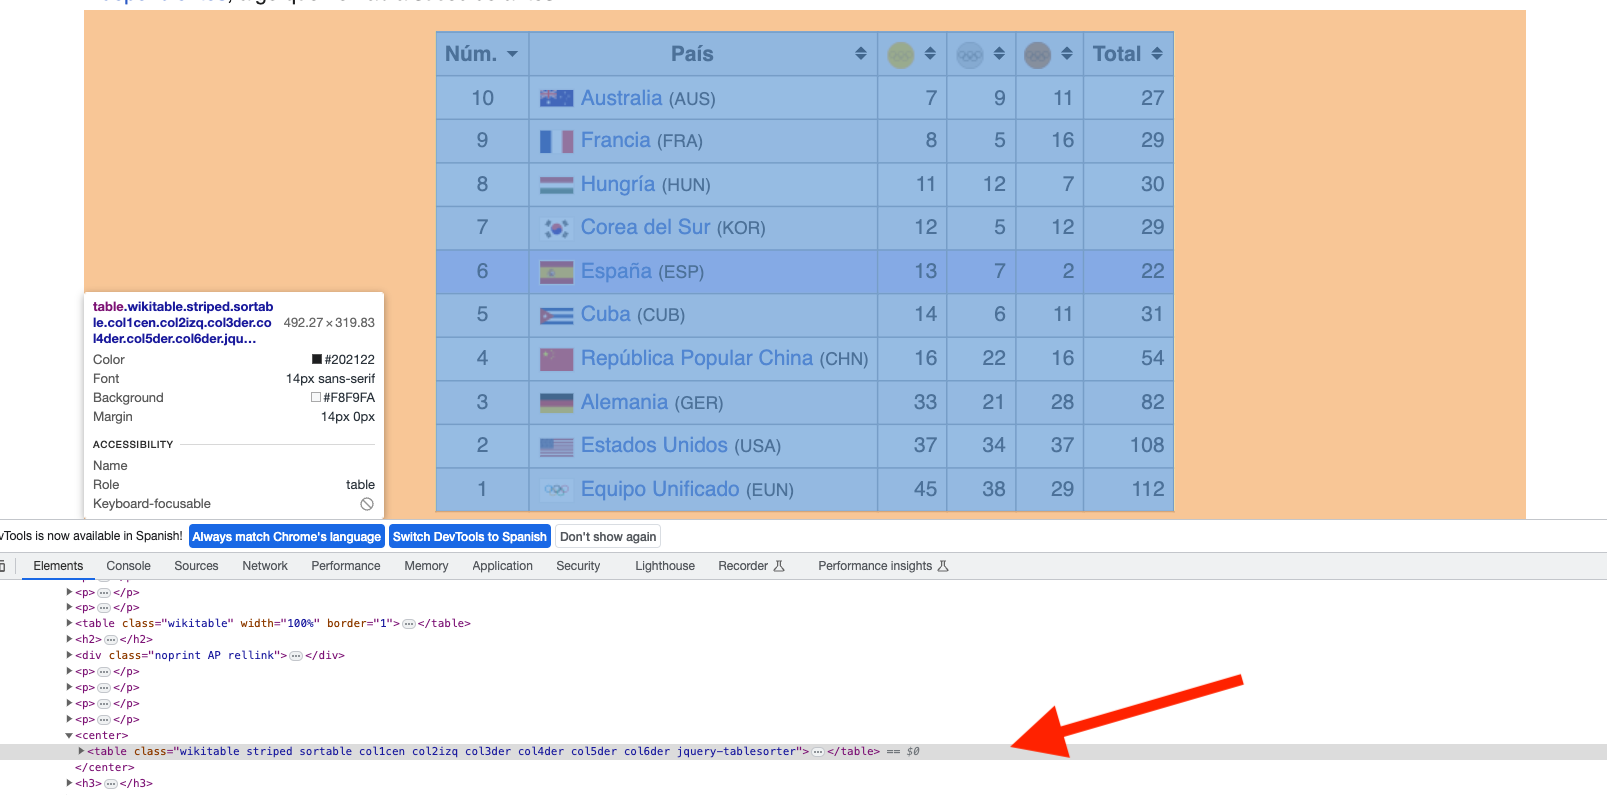 Núm. País Total
10 Australia (AUS) 7 9 11 27
9 Francia (FRA) 8 5 16 29
8 Hungría (HUN) 11 12 7 30
7 Corea del Sur (KOR) 12 5 12 29
6 España (ESP) 13 7 2 22
5 Cuba (CUB) 14 6 11 31
4 República Popular China (CHN) 16 22 16 54
3 Alemania (GER) 33 21 28 82
2 Estados Unidos (USA) 37 34 37 108
1 Equipo Unificado (EUN) 45 38 29 112
table.wikitable.striped.sortab
le.col1cen.col2izq.col3der.co 492.27 × 319.83
l4der.col5der.col6der.jqu…
Color #202122
Font 14px sans-serif
Background #F8F9FA
Margin 14px 0px
ACCESSIBILITY
Name
Role table
Keyboard-focusable
vTools is now available in Spanish! Always match Chrome's language Switch DevTools to Spanish Don't show again
Elements Console Sources Network Performance Memory Application Security Lighthouse Recorder Performance insights
<p>…</p>
<p>…</p>
<table class="wikitable" width="100%" border="1">…</table>
<h2>…</h2>
<div class="noprint AP rellink">…</div>
<p>…</p>
<p>…</p>
<p>…</p>
<p>…</p>
<center>
<table class="wikitable striped sortable col1cen col2izq col3der col4der col5der col6der jquery-tablesorter">…</table> == $0
</center>
<h3>…</h3>